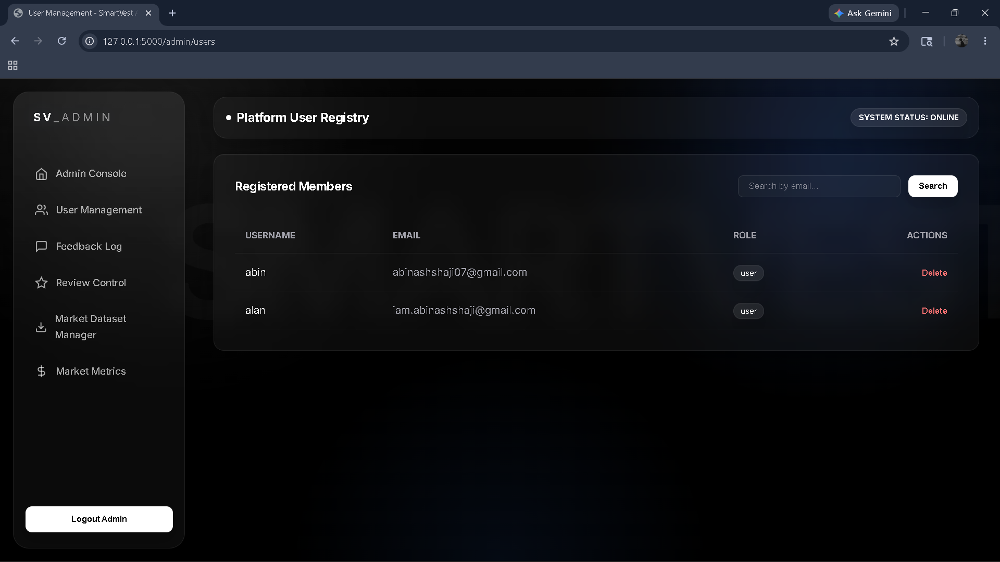 User Management - SmartVest
Ask Gemini
127.0.0.1:5000/admin/users
SV_ADMIN
Admin Console
User Management
Feedback Log
Review Control
Market Dataset
Manager
Market Metrics
Logout Admin
Platform User Registry
SYSTEM STATUS: ONLINE
Registered Members
Search by email...
Search
USERNAME EMAIL ROLE ACTIONS
abin abinashshaji07@gmail.com user Delete
alan iam.abinashshaji@gmail.com user Delete